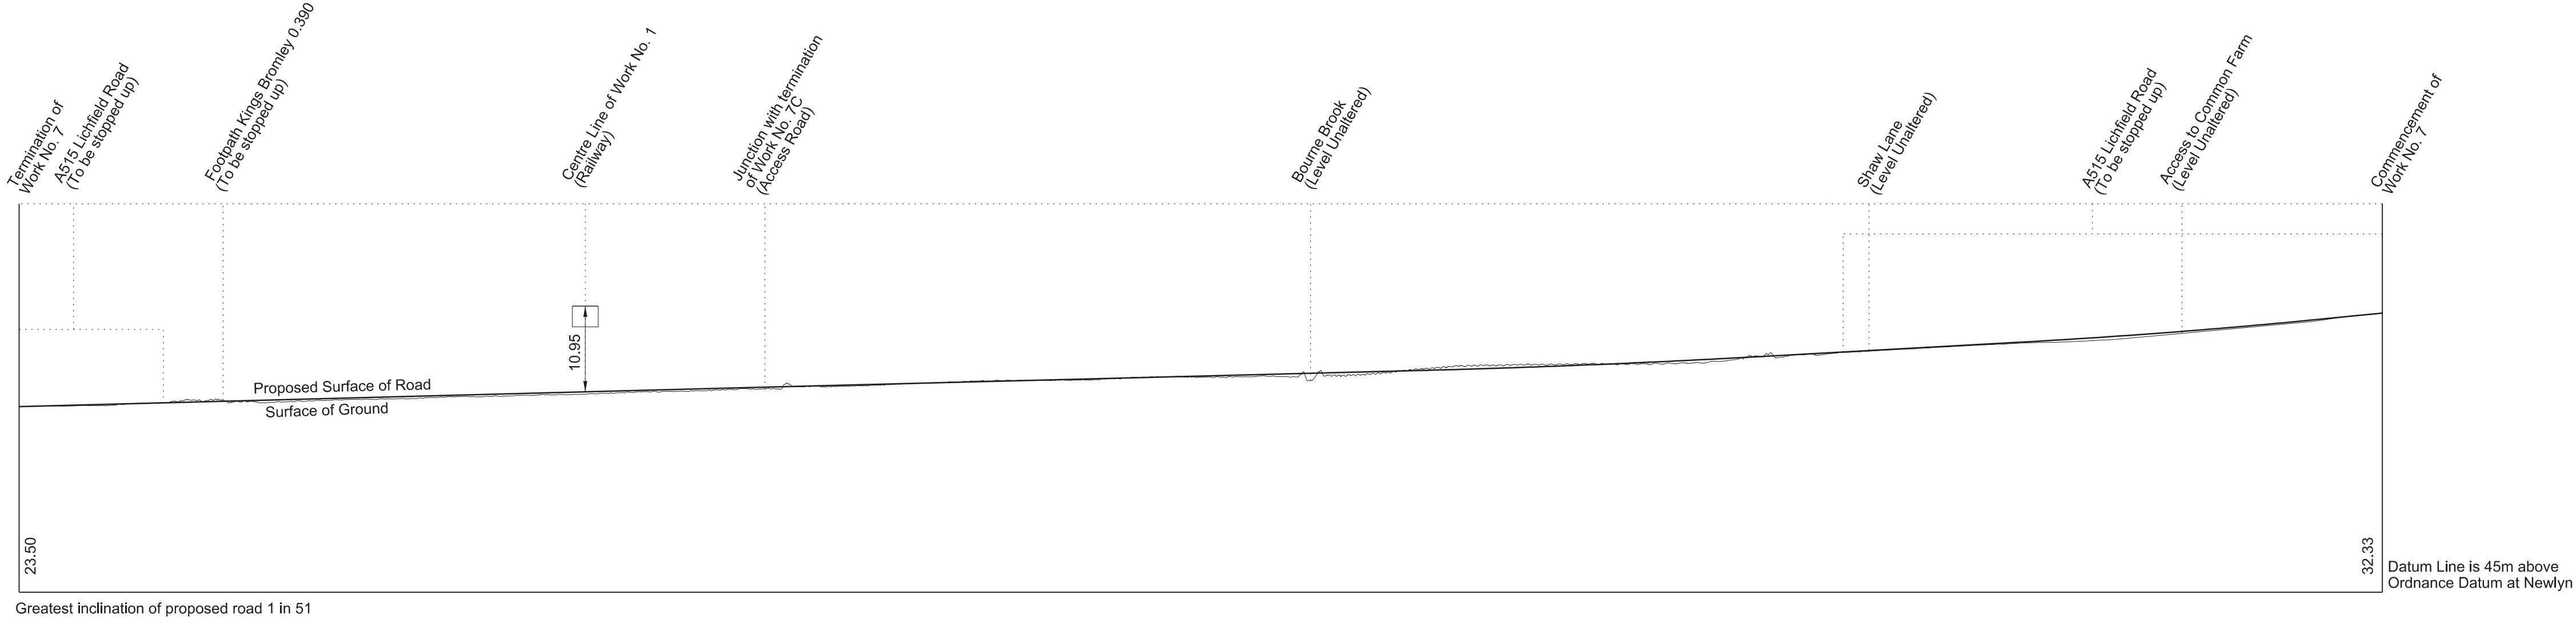 Termination of
Work No. 7
A515 Lichfield Road
(To be stopped up)
Footpath Kings Bromley 0.390
(To be stopped up)
Centre Line of Work No. 1
(Railway)
Junction with termination
of Work No. 7C
(Access Road)
Bourne Brook
(Level Unaltered)
Shaw Lane
(Level Unaltered)
A515 Lichfield Road
(To be stopped up)
Access to Common Farm
(Level Unaltered)
Commencement of
Work No. 7
10.95
Proposed Surface of Road
Surface of Ground
23.50
32.33
Datum Line is 45m above
Ordnance Datum at Newlyn
Greatest inclination of proposed road 1 in 51